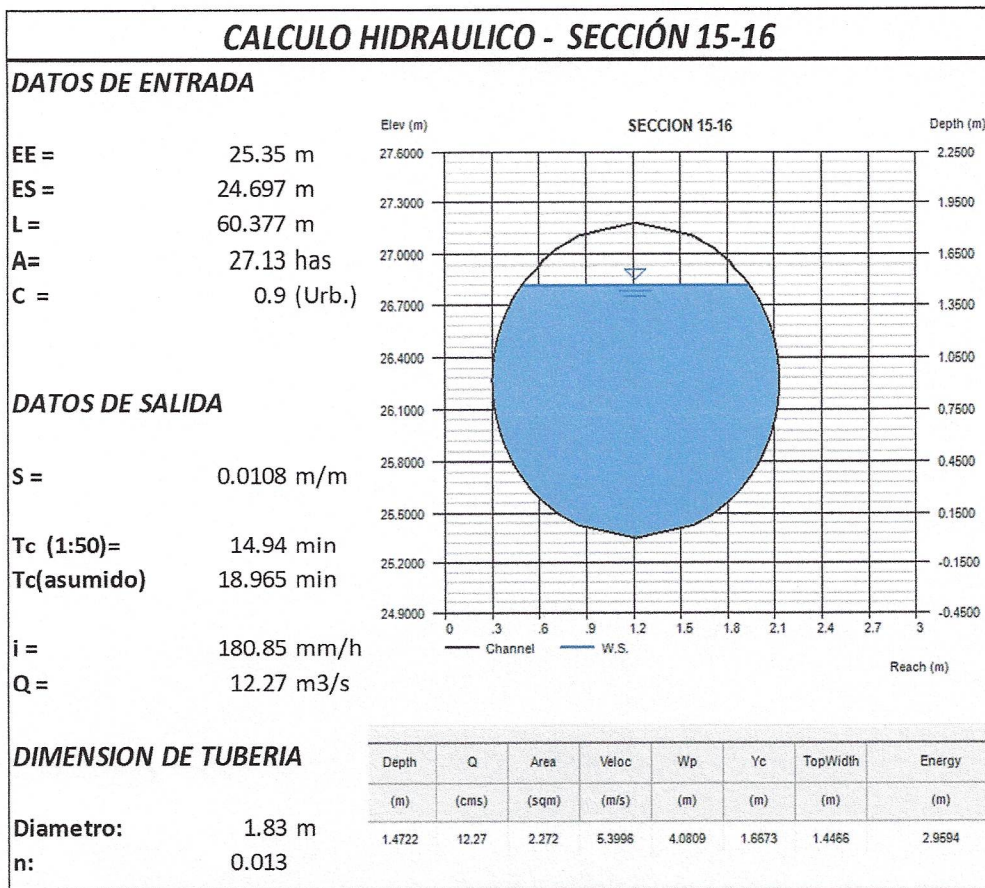 CALCULO HIDRAULICO - SECCIÓN 15-16
DATOS DE ENTRADA
EE = 25.35 m
ES = 24.697 m
L = 60.377 m
A= 27.13 has
C = 0.9 (Urb.)
DATOS DE SALIDA
S = 0.0108 m/m
Tc (1:50)= 14.94 min
Tc(asumido) 18.965 min
i = 180.85 mm/h
Q = 12.27 m3/s
DIMENSION DE TUBERIA
Diametro: 1.83 m
n: 0.013
Elev (m) SECCION 15-16 Depth (m)
27.6000 2.2500
27.3000 1.9500
27.0000 1.6500
26.7000 1.3500
26.4000 1.0500
26.1000 0.7500
25.8000 0.4500
25.5000 0.1500
25.2000 -0.1500
24.9000 -0.4500
0 .3 .6 .9 1.2 1.5 1.8 2.1 2.4 2.7 3
Channel W.S.
Reach (m)
Depth Q Area Veloc Wp Yc TopWidth Energy
(m) (cms) (sqm) (m/s) (m) (m) (m) (m)
1.4722 12.27 2.272 5.3996 4.0809 1.6673 1.4466 2.9594